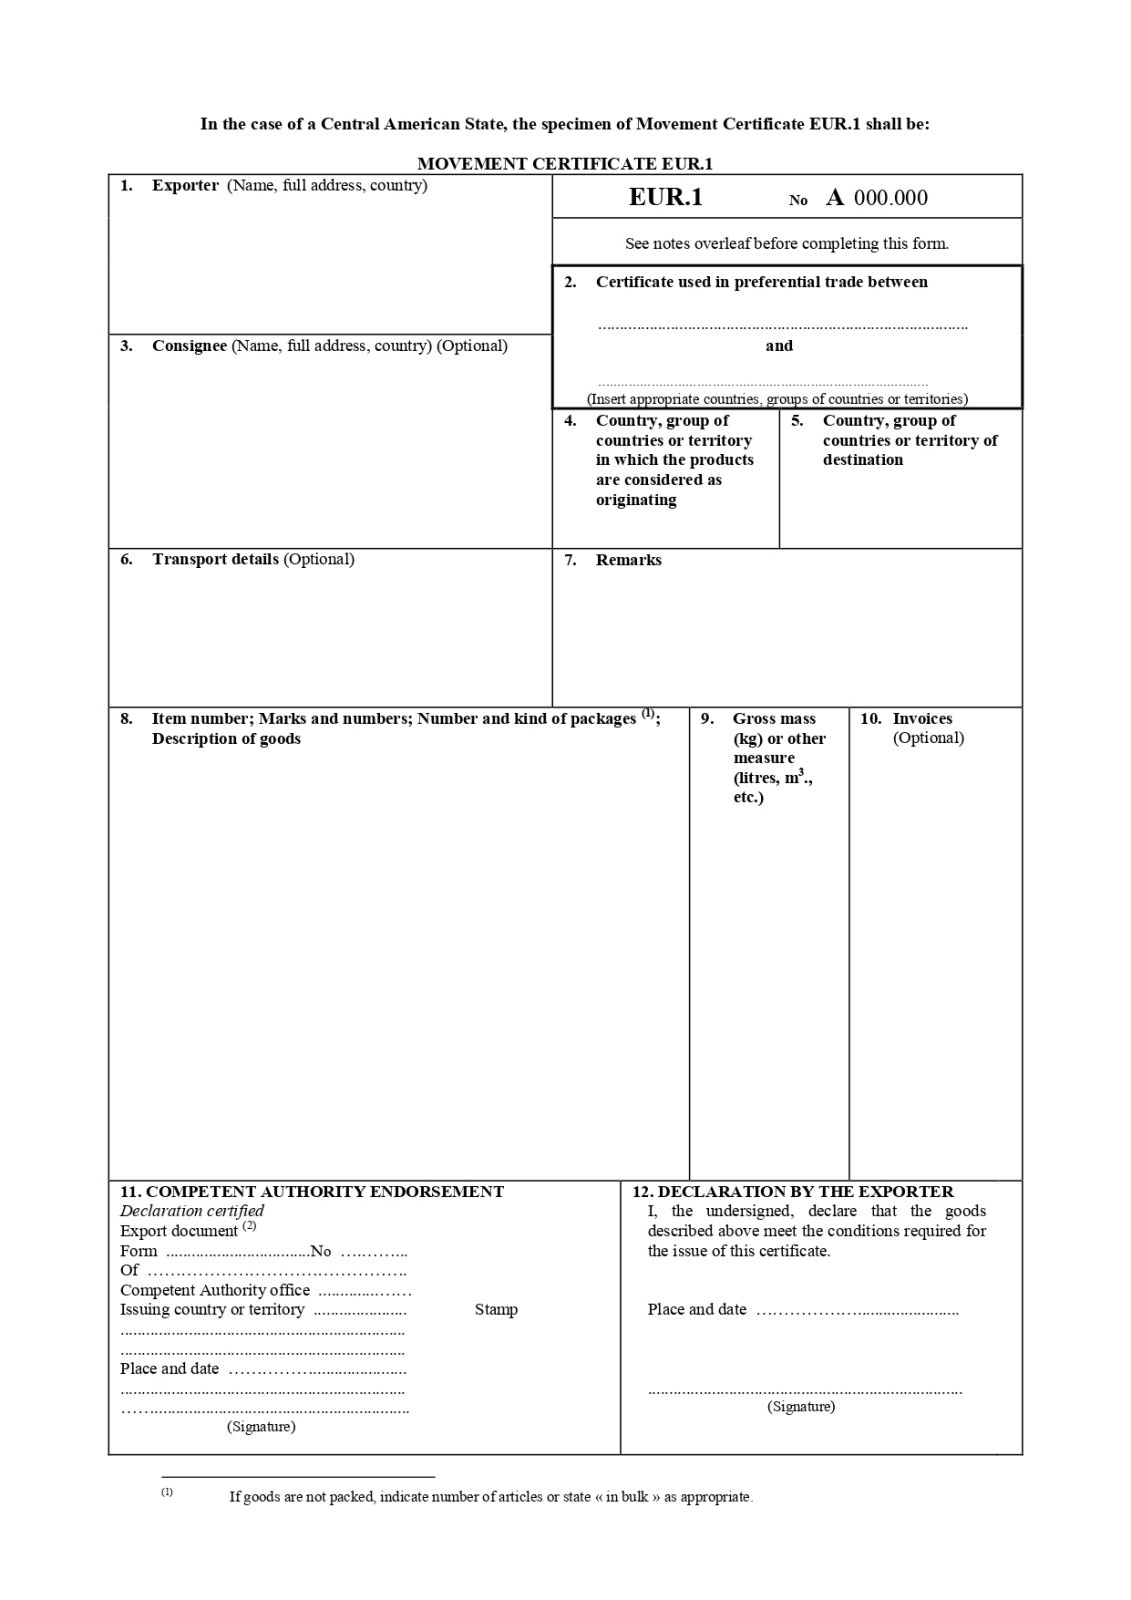 In the case of a Central American State, the specimen of Movement Certificate EUR.1 shall be:
MOVEMENT CERTIFICATE EUR.1
1. Exporter (Name, full address, country)
EUR.1 No A 000.000
See notes overleaf before completing this form.
2. Certificate used in preferential trade between
.......................................................................................
and
.......................................................................................
(Insert appropriate countries, groups of countries or territories)
3. Consignee (Name, full address, country) (Optional)
4. Country, group of
countries or territory
in which the products
are considered as
originating
5. Country, group of
countries or territory of
destination
6. Transport details (Optional)
7. Remarks
8. Item number; Marks and numbers; Number and kind of packages (1);
Description of goods
9. Gross mass
(kg) or other
measure
(litres, m3.,
etc.)
10. Invoices
(Optional)
11. COMPETENT AUTHORITY ENDORSEMENT
Declaration certified
Export document (2)
Form ..................................No …………..
Of …………………………………………..
Competent Authority office ..............……
Issuing country or territory ......................
Stamp
...................................................................
...................................................................
Place and date ……………......................
...................................................................
……............................................................
(Signature)
12. DECLARATION BY THE EXPORTER
I, the undersigned, declare that the goods
described above meet the conditions required for
the issue of this certificate.
Place and date ………………........................
..........................................................................
(Signature)
(1) If goods are not packed, indicate number of articles or state « in bulk » as appropriate.